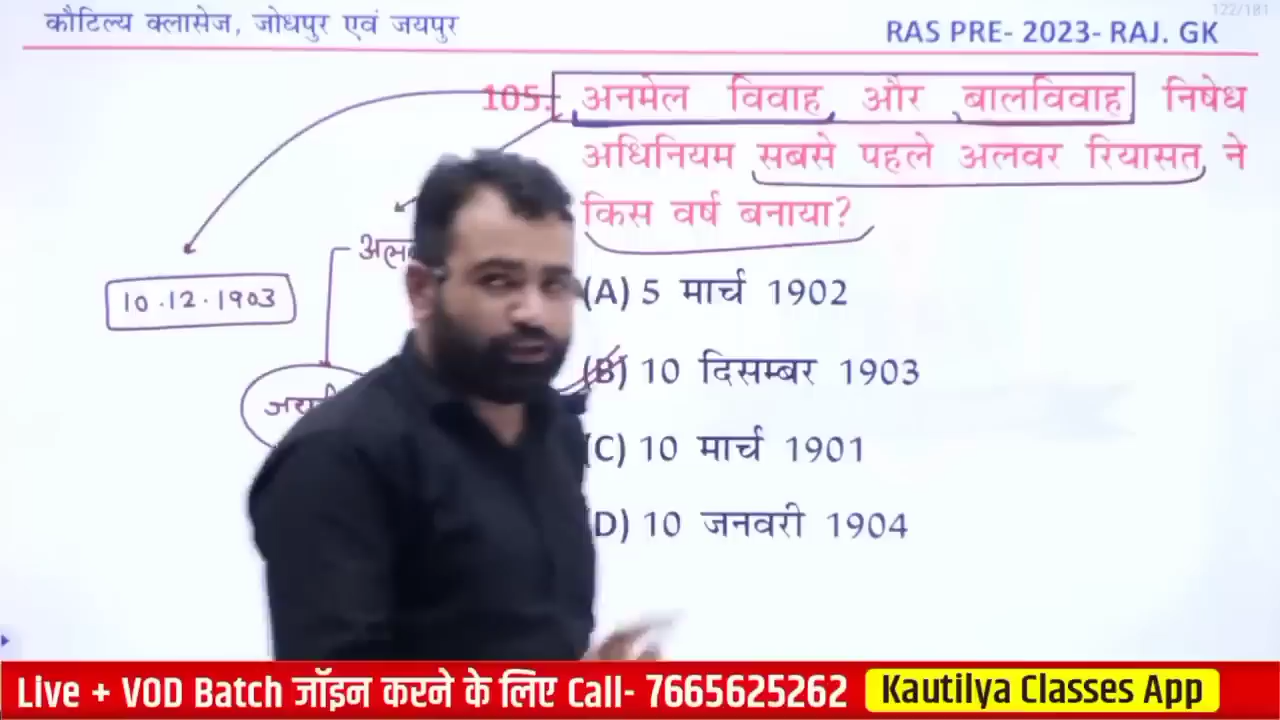 कौटिल्य क्लासेज, जोधपुर एवं जयपुर
RAS PRE- 2023- RAJ. GK
122/181
105. अनमेल विवाह और बालविवाह निषेध
अधिनियम सबसे पहले अलवर रियासत ने
किस वर्ष बनाया?
(A) 5 मार्च 1902
(B) 10 दिसम्बर 1903
(C) 10 मार्च 1901
(D) 10 जनवरी 1904
10.12.1903
Live + VOD Batch जॉइन करने के लिए Call- 7665625262
Kautilya Classes App